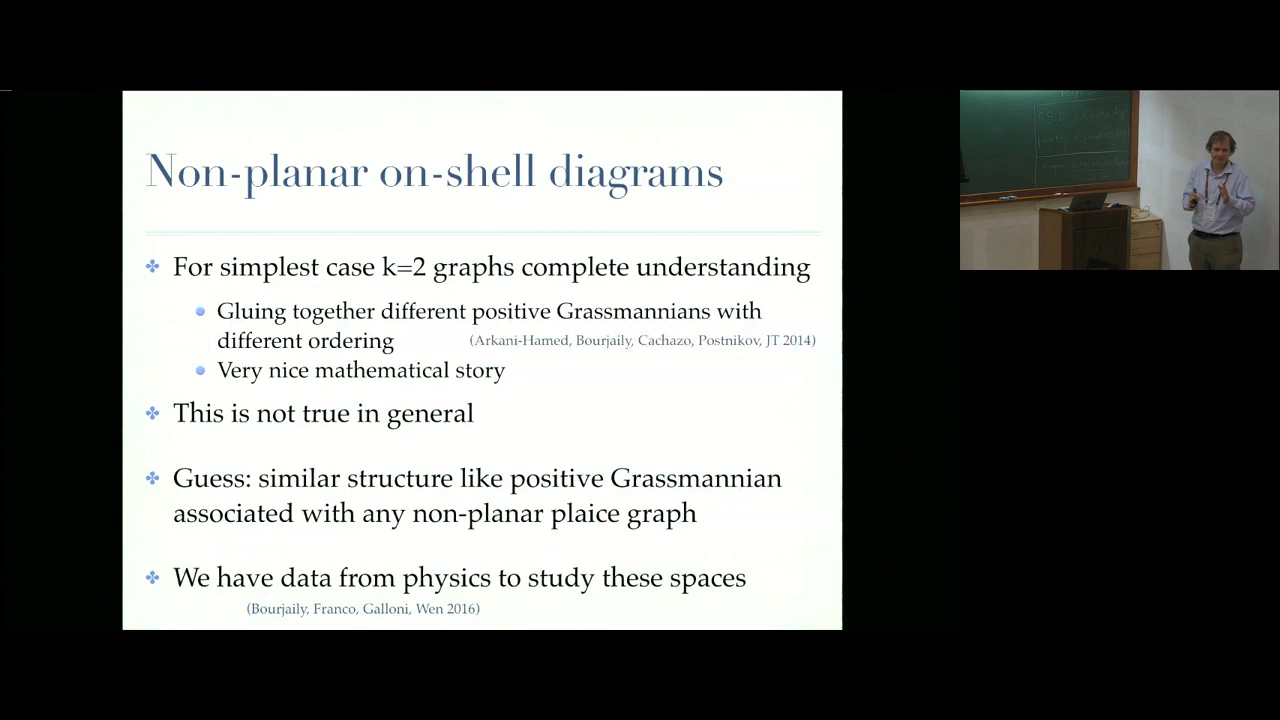 Non-planar on-shell diagrams
For simplest case k=2 graphs complete understanding
Gluing together different positive Grassmannians with
different ordering
(Arkani-Hamed, Bourjaily, Cachazo, Postnikov, JT 2014)
Very nice mathematical story
This is not true in general
Guess: similar structure like positive Grassmannian
associated with any non-planar plaice graph
We have data from physics to study these spaces
(Bourjaily, Franco, Galloni, Wen 2016)